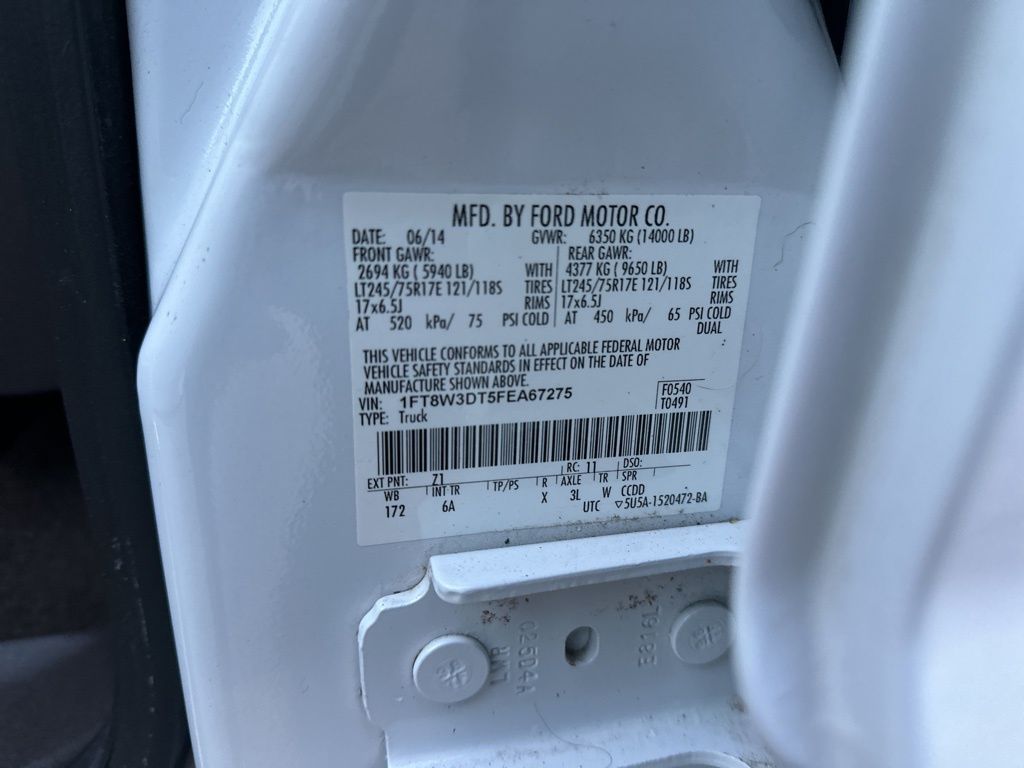 MFD. BY FORD MOTOR CO.
DATE: 06/14 GVWR: 6350 KG (14000 LB)
FRONT GAWR: REAR GAWR:
2694 KG ( 5940 LB) WITH 4377 KG ( 9650 LB) WITH
LT245/75R17E 121/118S TIRES LT245/75R17E 121/118S TIRES
17x6.5J RIMS 17x6.5J RIMS
AT 520 kPa/ 75 PSI COLD AT 450 kPa/ 65 PSI COLD
DUAL
THIS VEHICLE CONFORMS TO ALL APPLICABLE FEDERAL MOTOR
VEHICLE SAFETY STANDARDS IN EFFECT ON THE DATE OF
MANUFACTURE SHOWN ABOVE.
VIN: 1FT8W3DT5FEA67275 F0540
TYPE: Truck T0491
EXT PNT: Z1 RC: 11 DSO:
WB INT TR TP/PS R AXLE TR SPR
172 6A X 3L W CCDD
UTC ▽5U5A-1520472-BA
025D4A
E8167